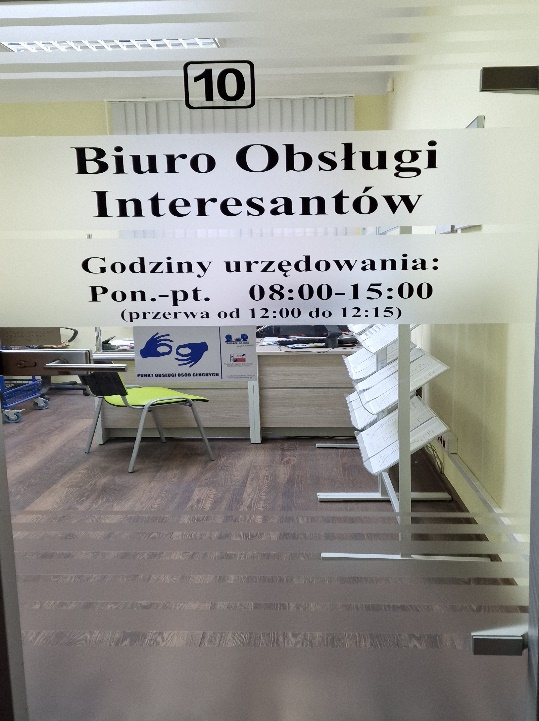 10
Biuro Obsługi
Interesantów
Godziny urzędowania:
Pon.-pt. 08:00-15:00
(przerwa od 12:00 do 12:15)
PUNKT OBSŁUGI OSÓB GŁUCHYCH